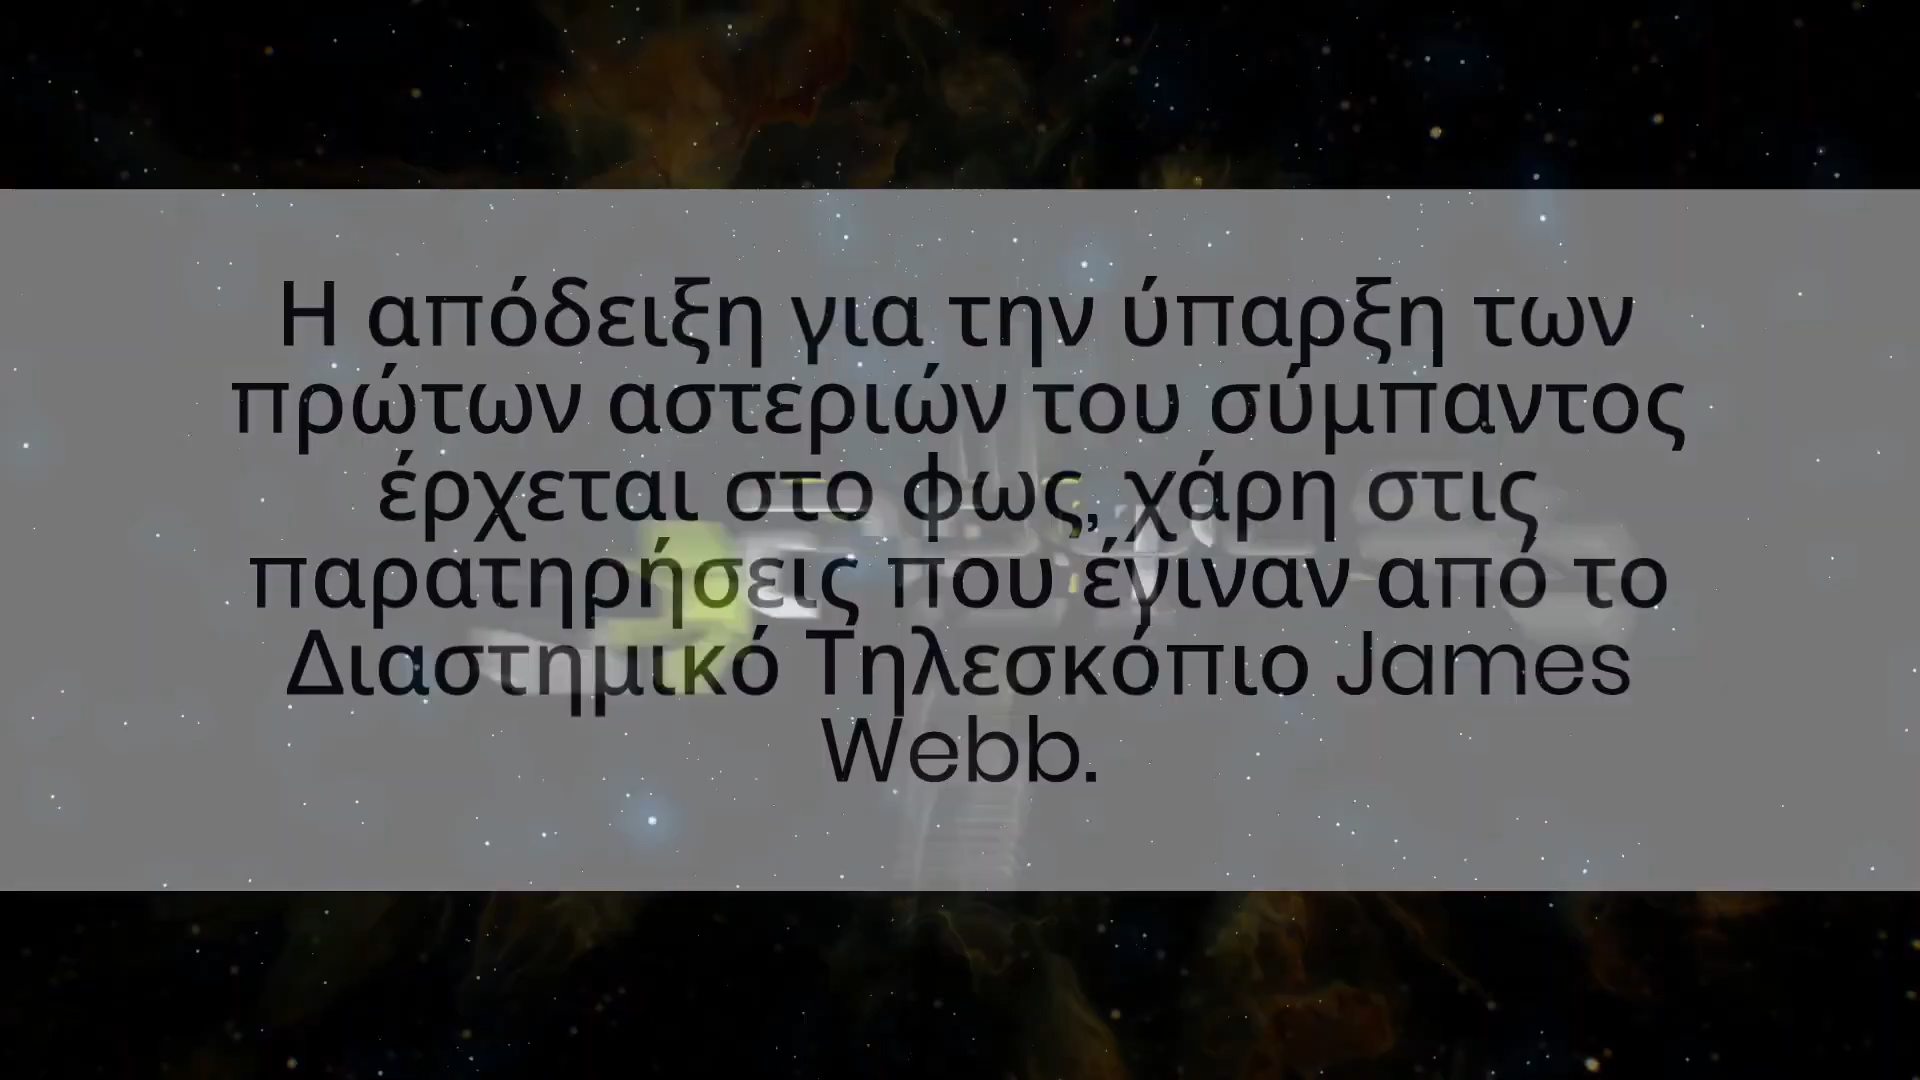 Η απόδειξη για την ύπαρξη των
πρώτων αστεριών του σύμπαντος
έρχεται στο φως, χάρη στις
παρατηρήσεις που έγιναν από το
Διαστημικό Τηλεσκόπιο James
Webb.